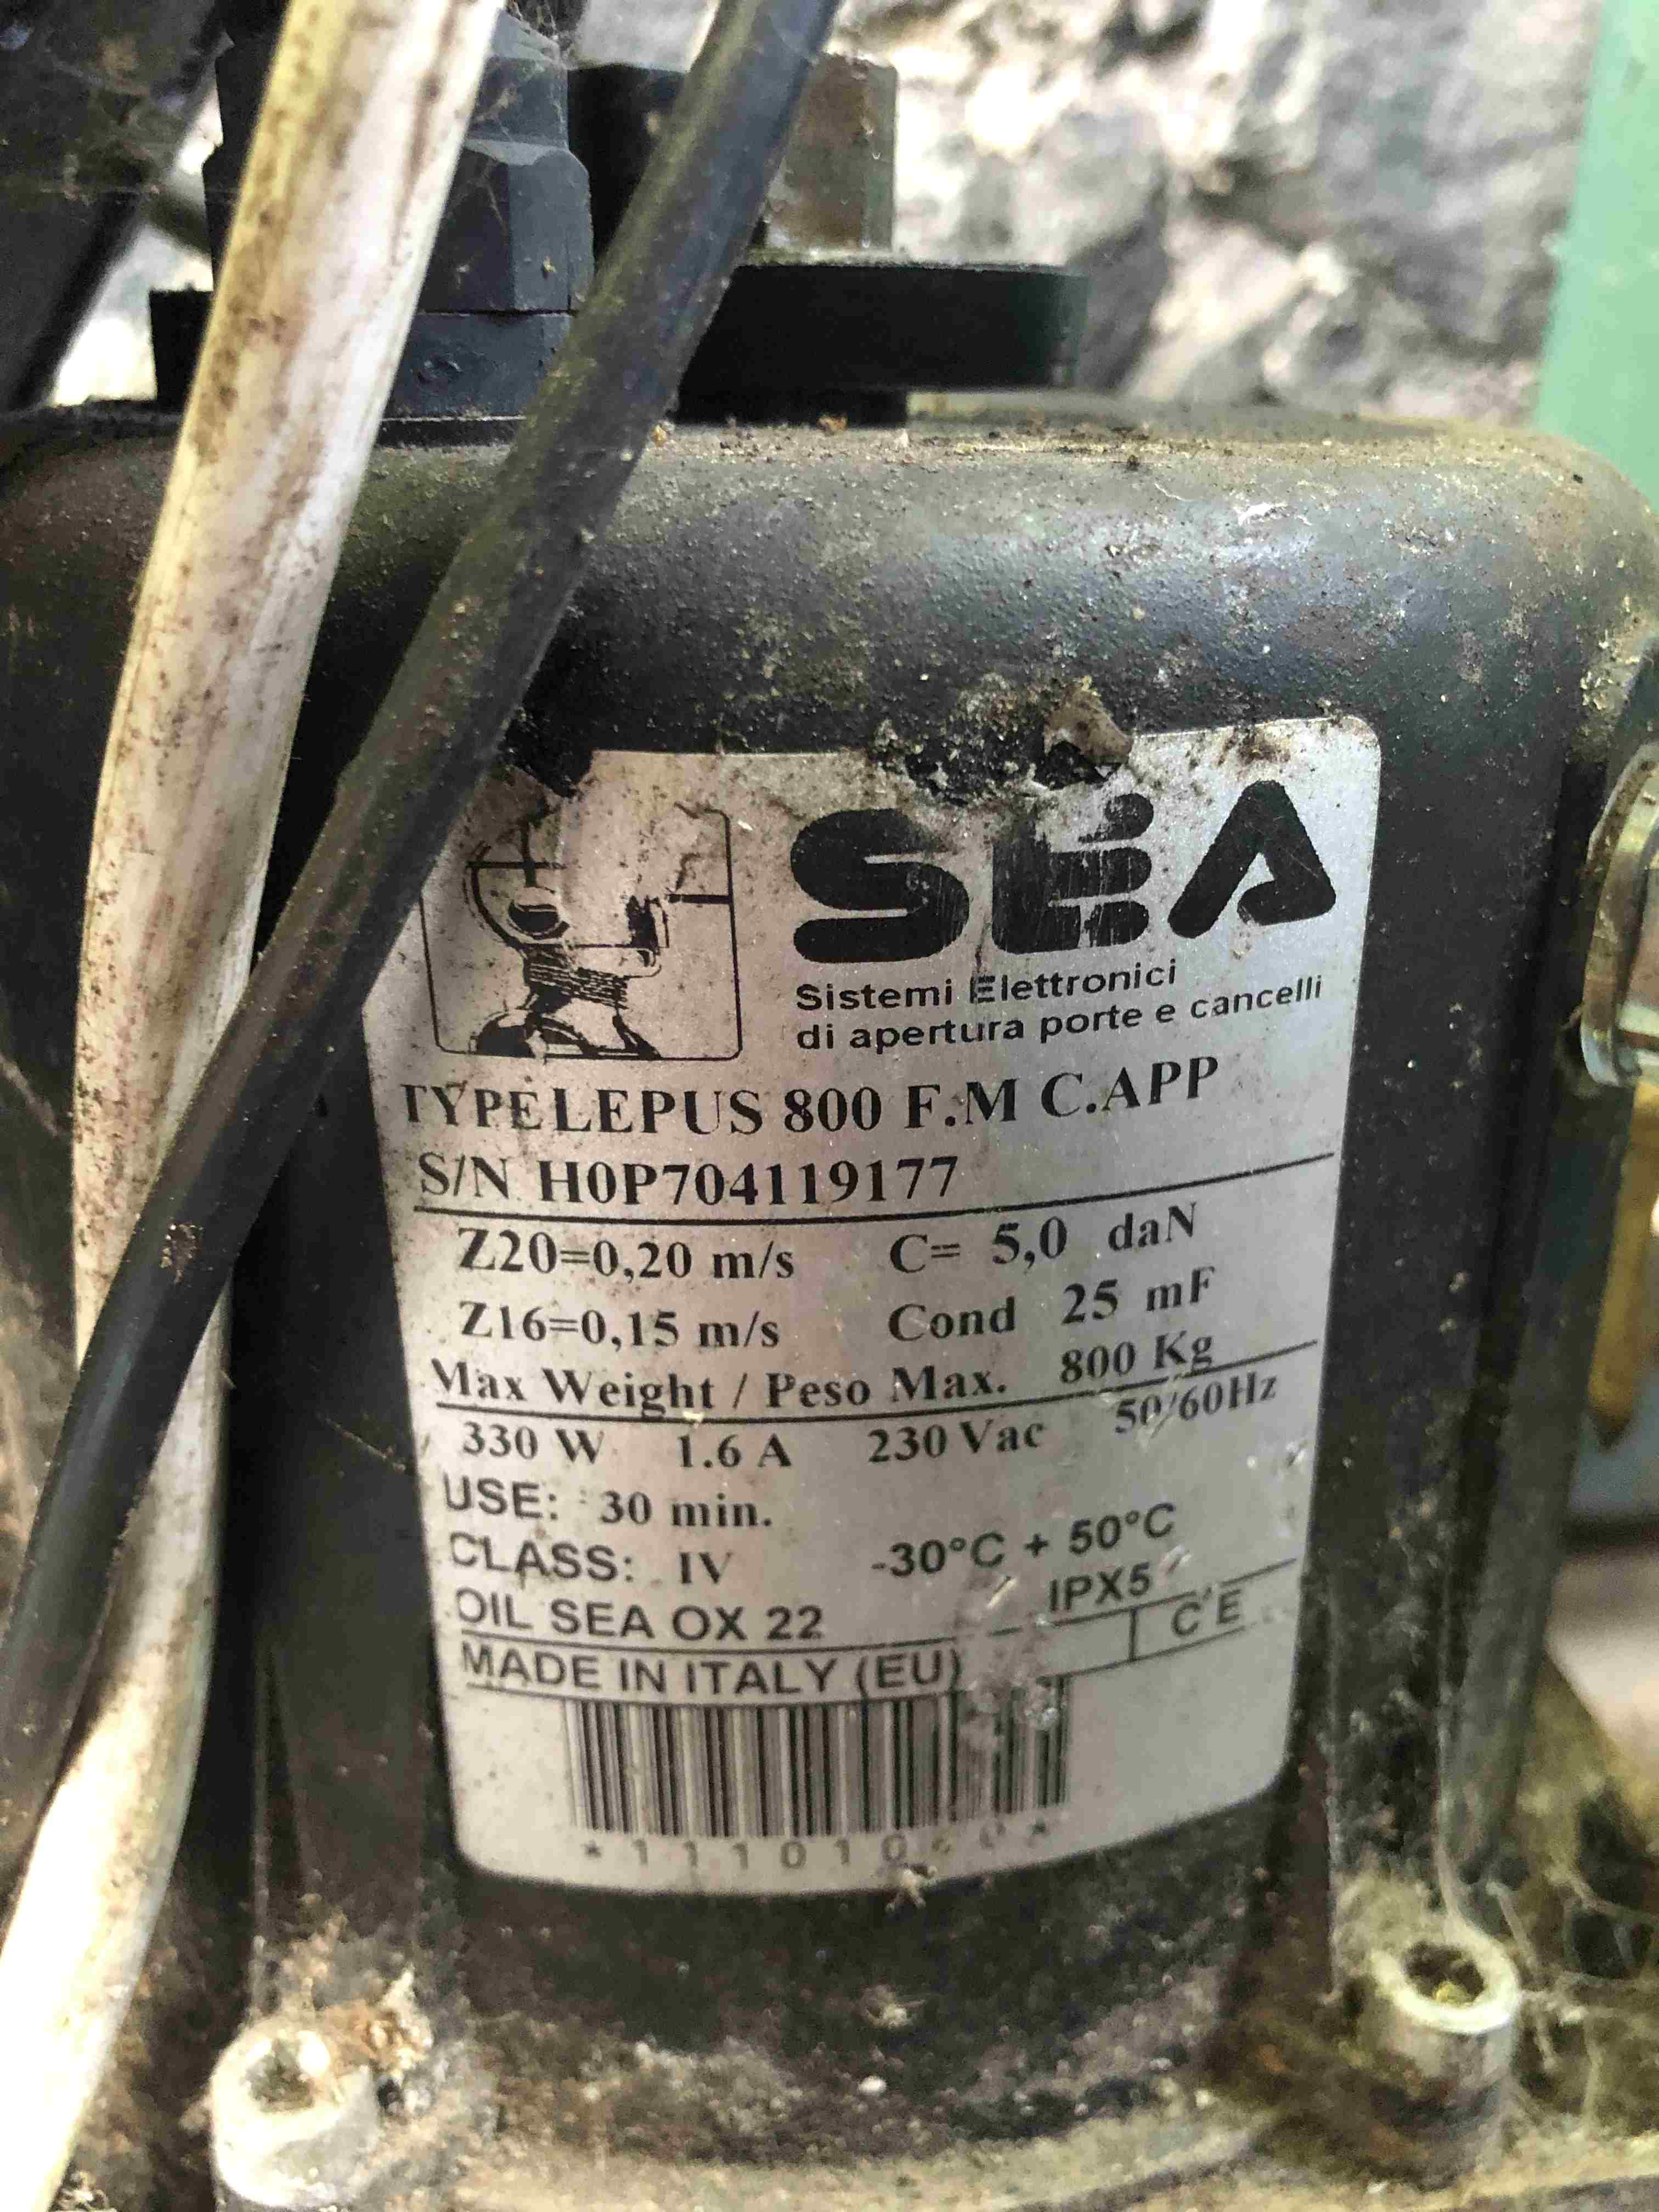 SEA
Sistemi Elettronici
di apertura porte e cancelli
TYPE LEPUS 800 F.M C.APP
S/N H0P704119177
Z20=0,20 m/s C= 5,0 daN
Z16=0,15 m/s Cond 25 mF
Max Weight / Peso Max. 800 Kg
330 W 1.6 A 230 Vac 50/60Hz
USE: 30 min.
CLASS: IV -30°C + 50°C
OIL SEA OX 22 IPX5
MADE IN ITALY (EU) CE